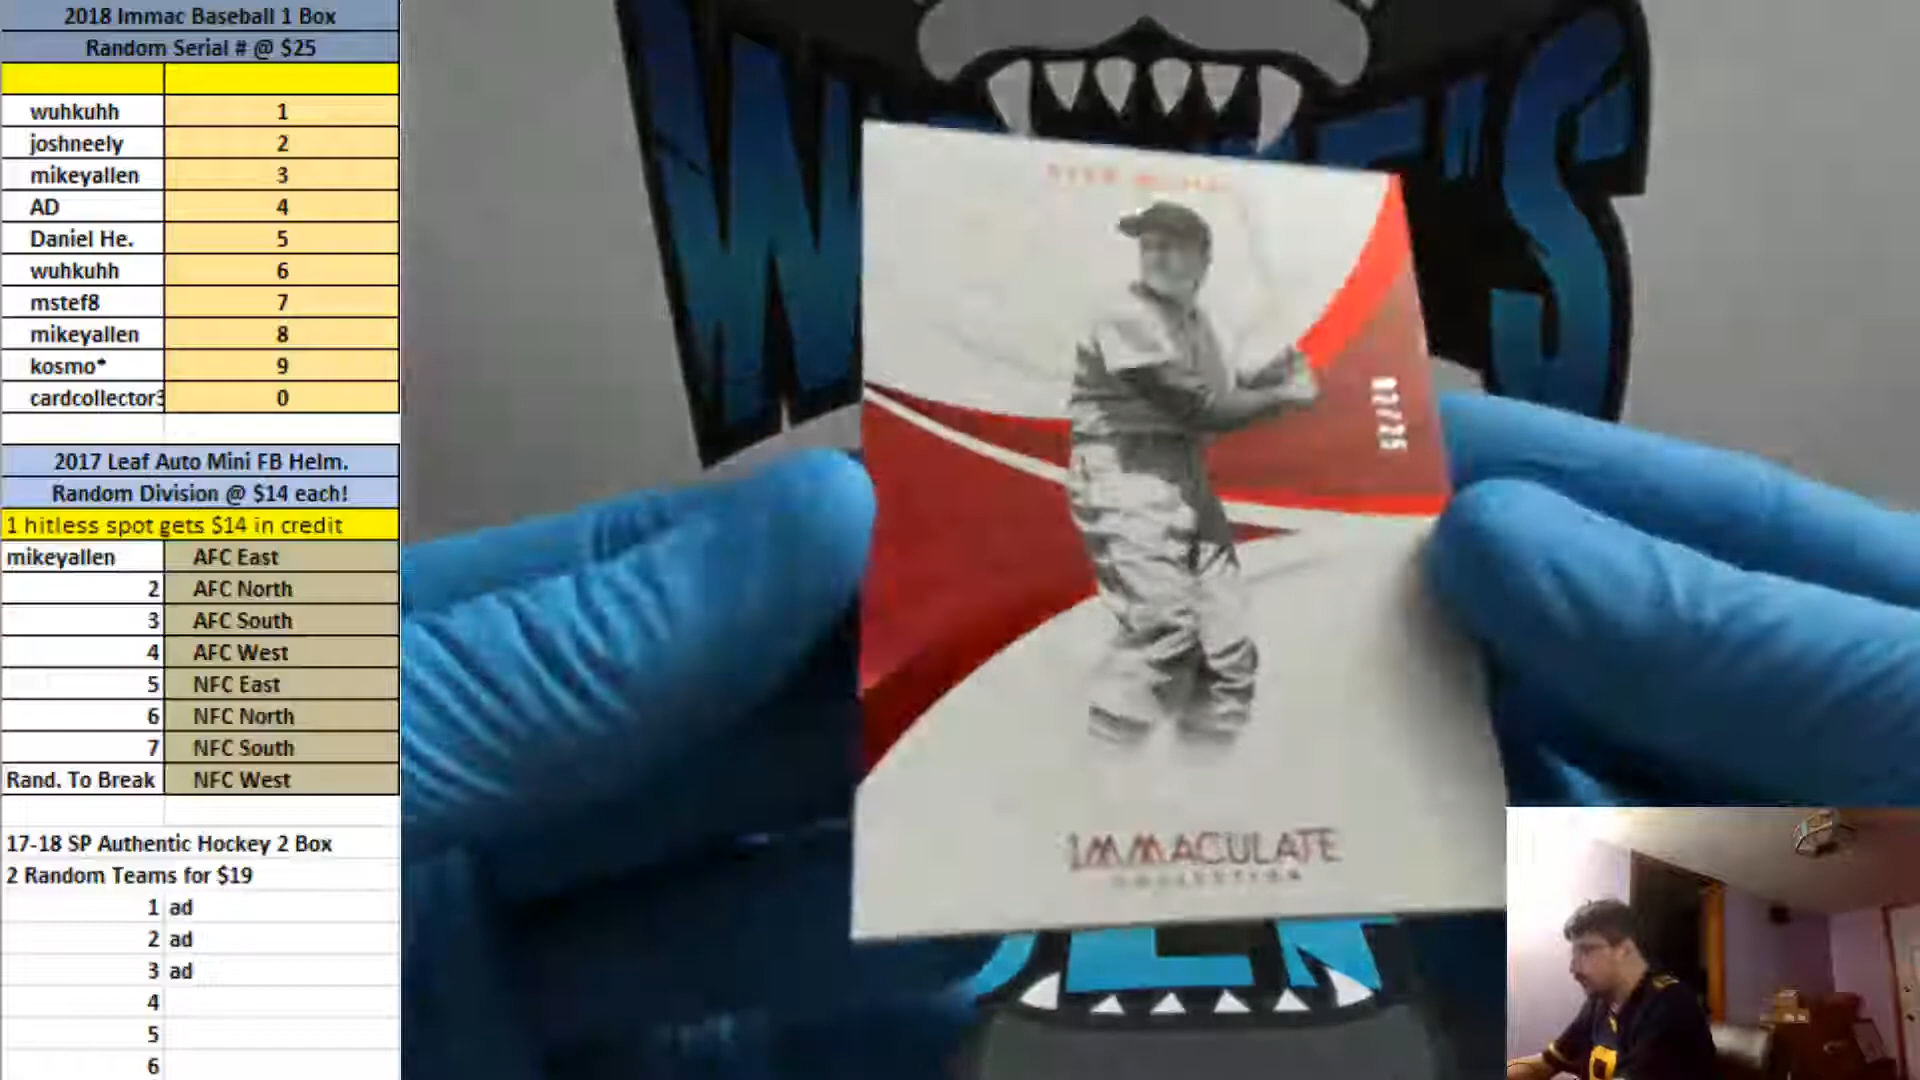 2018 Immac Baseball 1 Box
Random Serial # @ $25
wuhkuhh 1
joshneely 2
mikeyallen 3
AD 4
Daniel He. 5
wuhkuhh 6
mstef8 7
mikeyallen 8
kosmo* 9
cardcollector3 0
2017 Leaf Auto Mini FB Helm.
Random Division @ $14 each!
1 hitless spot gets $14 in credit
mikeyallen AFC East
2 AFC North
3 AFC South
4 AFC West
5 NFC East
6 NFC North
7 NFC South
Rand. To Break NFC West
17-18 SP Authentic Hockey 2 Box
2 Random Teams for $19
1 ad
2 ad
3 ad
4
5
6
02/25
IMMACULATE
COLLECTION